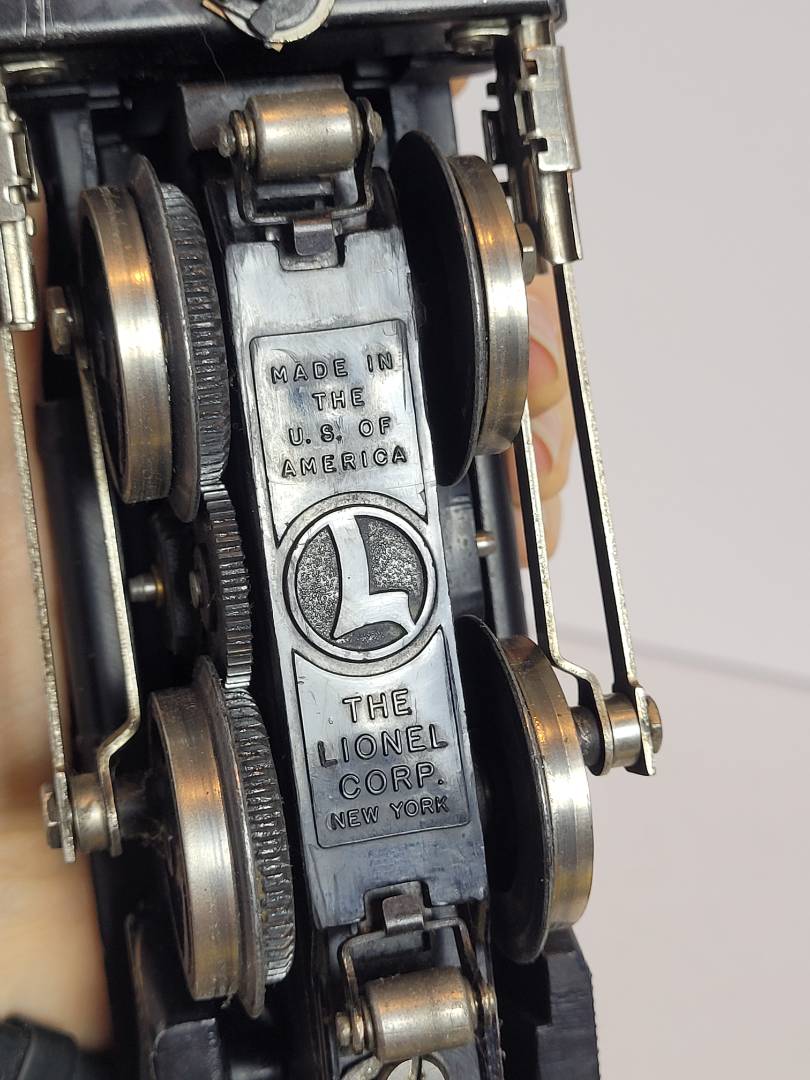 MADE IN
THE
U.S. OF
AMERICA
L
THE
LIONEL
CORP.
NEW YORK